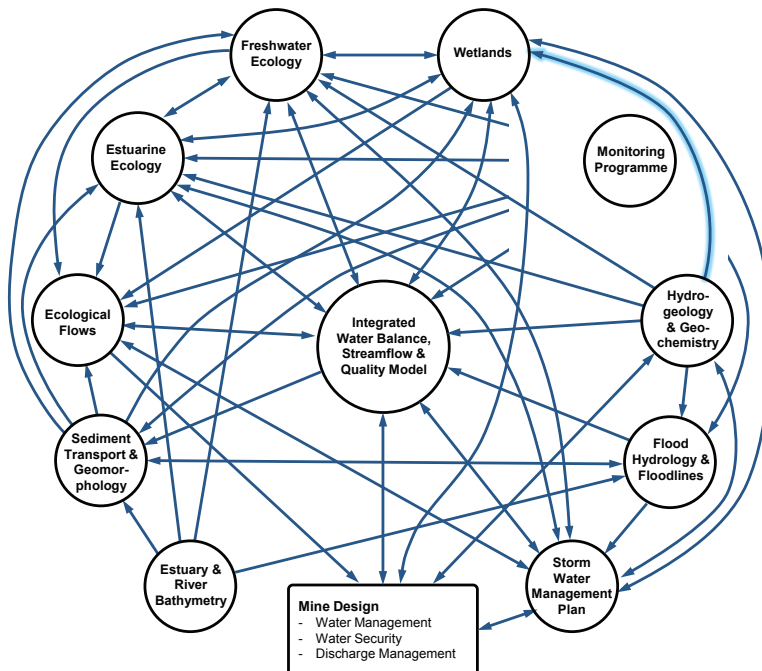 Freshwater
Ecology
Wetlands
Estuarine
Ecology
Monitoring
Programme
Ecological
Flows
Integrated
Water Balance,
Streamflow &
Quality Model
Hydro-
geology
& Geo-
chemistry
Sediment
Transport &
Geomor-
phology
Flood
Hydrology &
Floodlines
Estuary &
River
Bathymetry
Storm
Water
Management
Plan
Mine Design
- Water Management
- Water Security
- Discharge Management